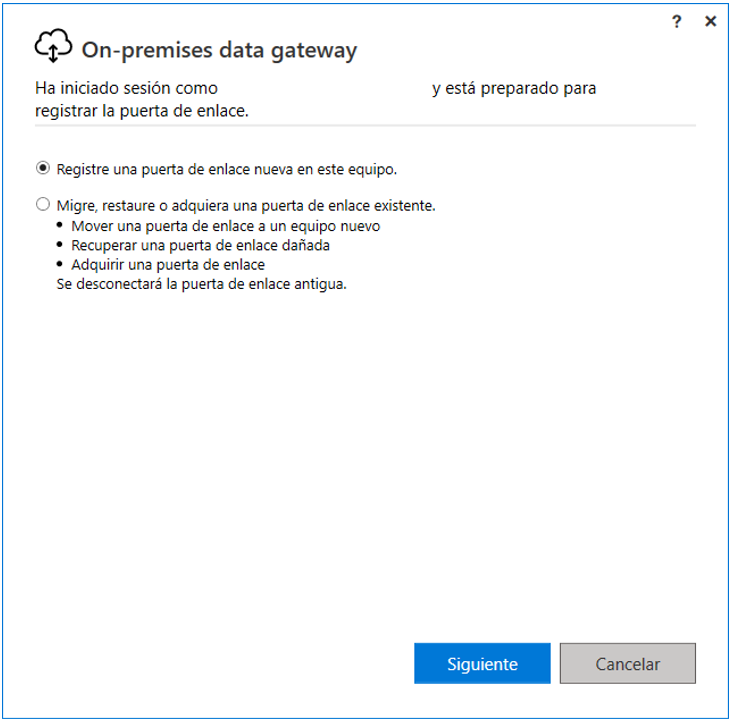 ? ×
On-premises data gateway
Ha iniciado sesión como y está preparado para
registrar la puerta de enlace.
Registre una puerta de enlace nueva en este equipo.
Migre, restaure o adquiera una puerta de enlace existente.
• Mover una puerta de enlace a un equipo nuevo
• Recuperar una puerta de enlace dañada
• Adquirir una puerta de enlace
Se desconectará la puerta de enlace antigua.
Siguiente Cancelar